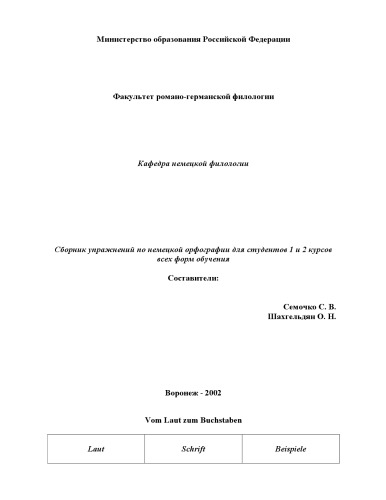 Министерство образования Российской Федерации
Факультет романо-германской филологии
Кафедра немецкой филологии
Сборник упражнений по немецкой орфографии для студентов 1 и 2 курсов
всех форм обучения
Составители:
Семочко С. В.
Шахгельдян О. Н.
Воронеж - 2002
Vom Laut zum Buchstaben
Laut Schrift Beispiele